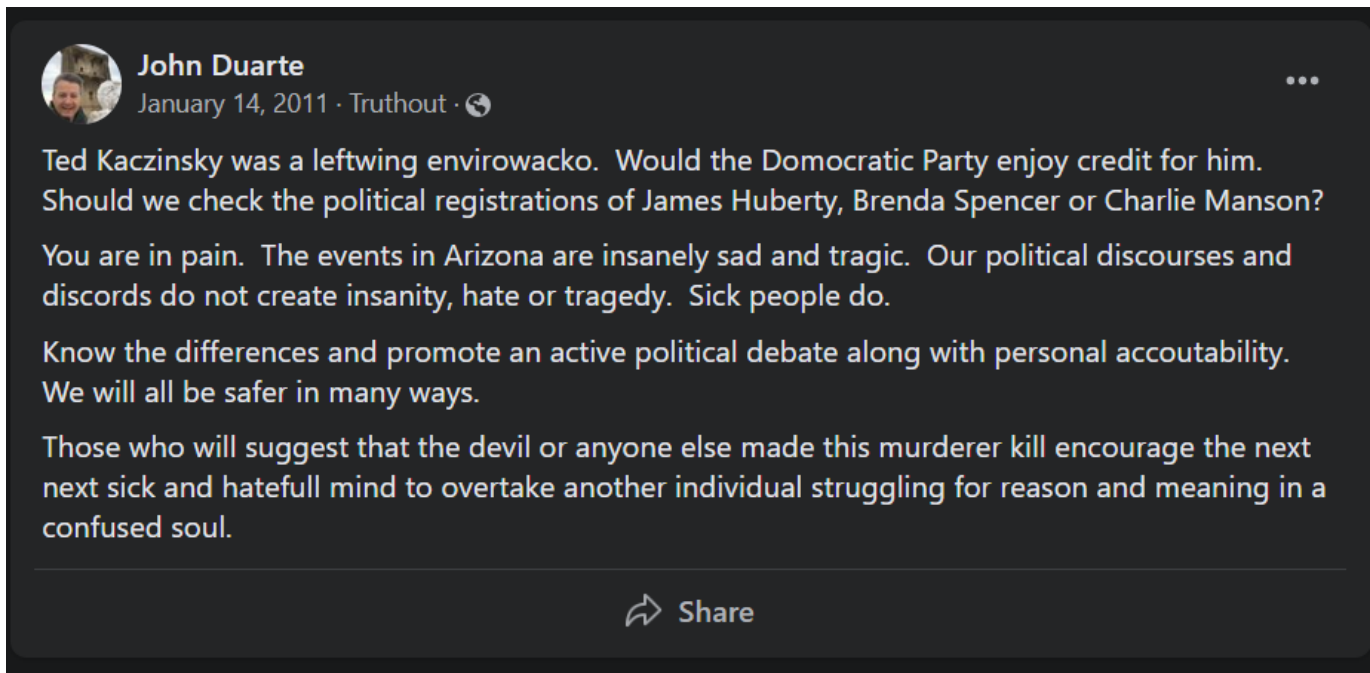 John Duarte
January 14, 2011 · Truthout ·
Ted Kaczinsky was a leftwing envirowacko.  Would the Domocratic Party enjoy credit for him.
Should we check the political registrations of James Huberty, Brenda Spencer or Charlie Manson?
You are in pain.  The events in Arizona are insanely sad and tragic.  Our political discourses and
discords do not create insanity, hate or tragedy.  Sick people do.
Know the differences and promote an active political debate along with personal accoutability.
We will all be safer in many ways.
Those who will suggest that the devil or anyone else made this murderer kill encourage the next
next sick and hatefull mind to overtake another individual struggling for reason and meaning in a
confused soul.
Share